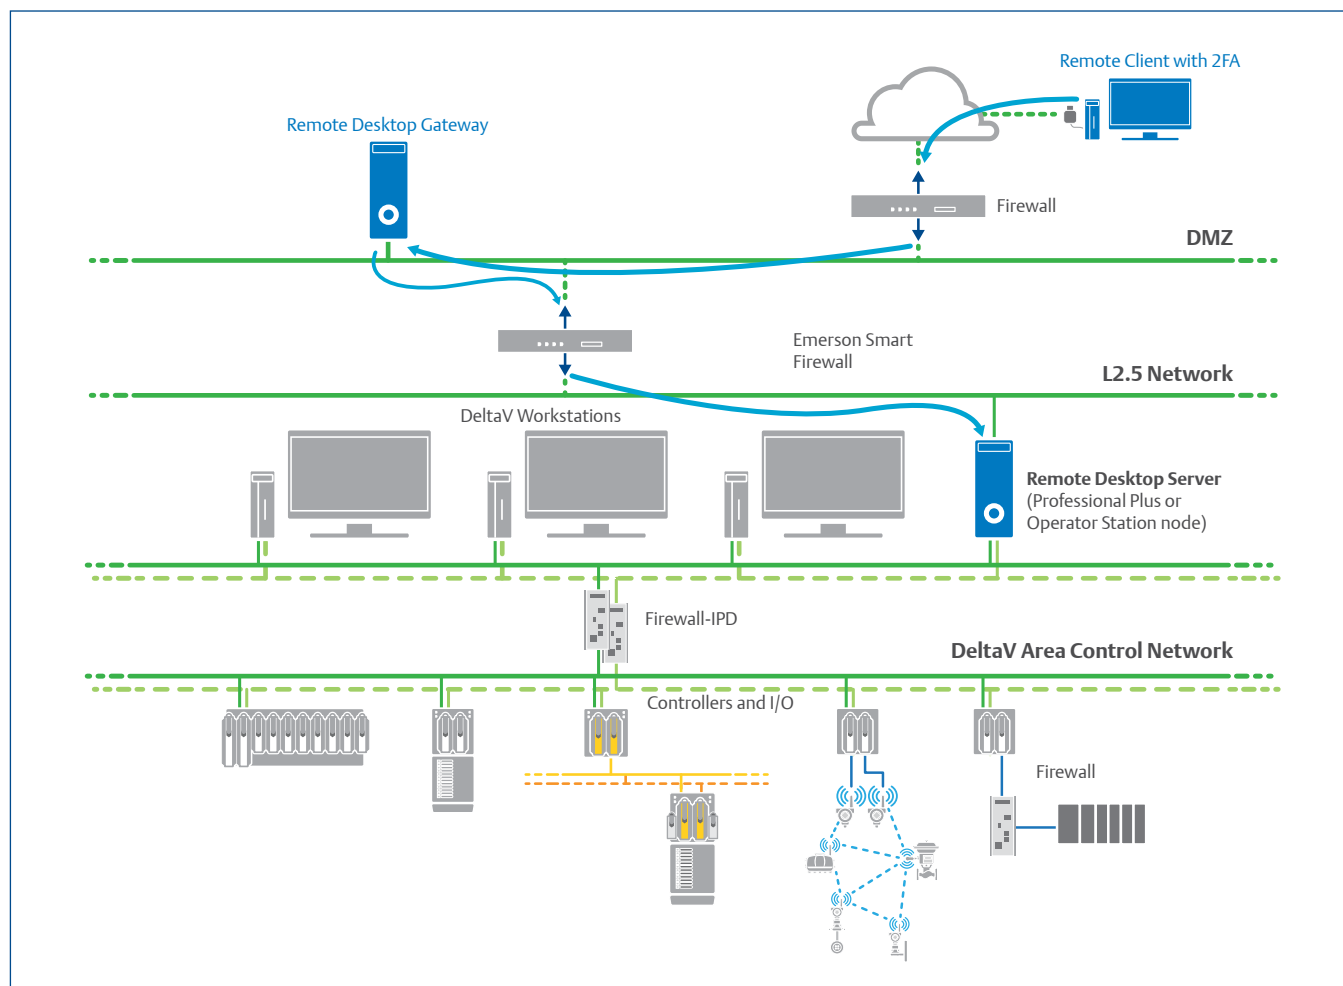 Remote Client with 2FA
Remote Desktop Gateway
Firewall
DMZ
Emerson Smart
Firewall
L2.5 Network
DeltaV Workstations
Remote Desktop Server
(Professional Plus or
Operator Station node)
Firewall-IPD
DeltaV Area Control Network
Controllers and I/O
Firewall